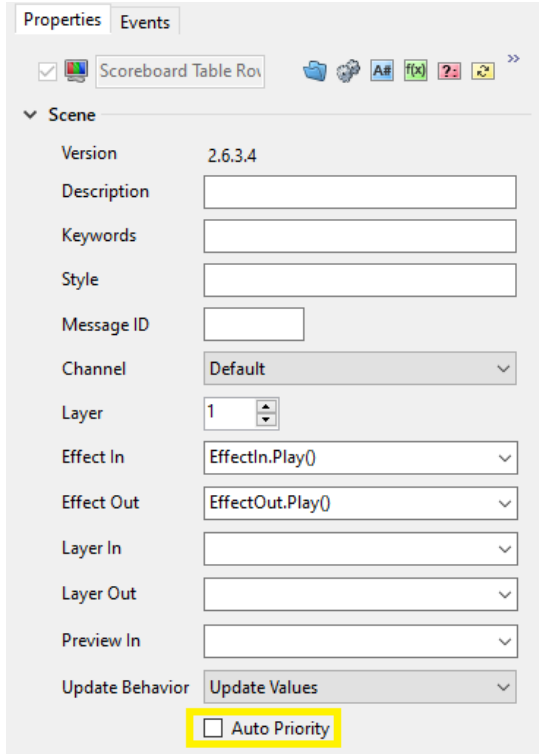 Properties Events
Scoreboard Table Rov A# f(x) ?: »
Scene
Version 2.6.3.4
Description
Keywords
Style
Message ID
Channel Default
Layer 1
Effect In EffectIn.Play()
Effect Out EffectOut.Play()
Layer In
Layer Out
Preview In
Update Behavior Update Values
Auto Priority